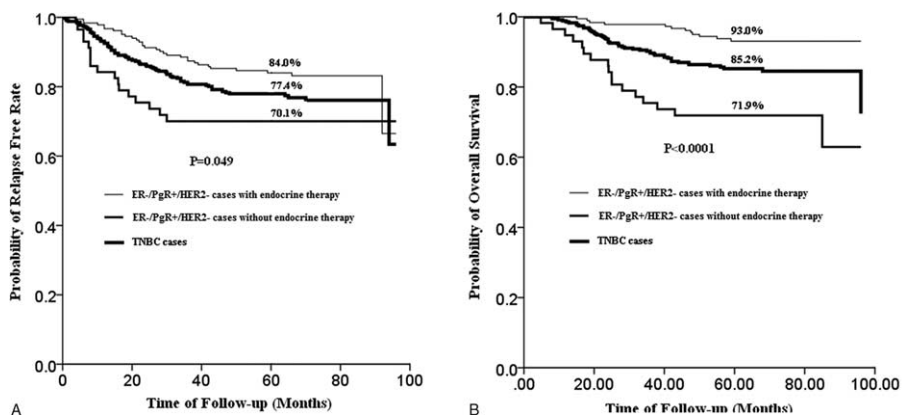 1.0
0.8
0.6
0.4
0.2
0.0
Probability of Relapse Free Rate
84.0%
77.4%
70.1%
P=0.049
ER-/PgR+/HER2- cases with endocrine therapy
ER-/PgR+/HER2- cases without endocrine therapy
TNBC cases
0 20 40 60 80 100
Time of Follow-up (Months)
A
1.0
0.8
0.6
0.4
0.2
0.0
Probability of Overall Survival
93.0%
85.2%
71.9%
P<0.0001
ER-/PgR+/HER2- cases with endocrine therapy
ER-/PgR+/HER2- cases without endocrine therapy
TNBC cases
.00 20.00 40.00 60.00 80.00 100.00
Time of Follow-up (Months)
B